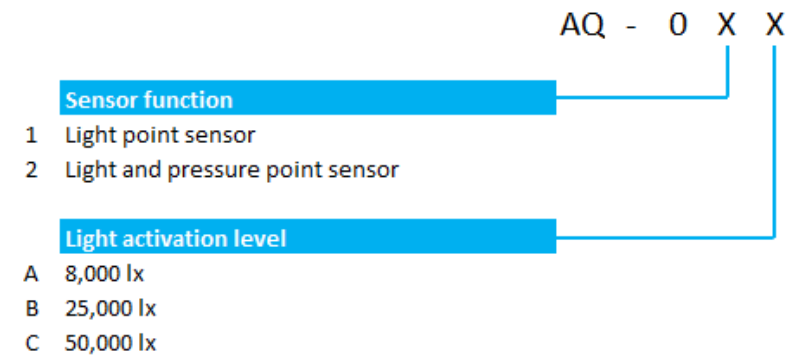 AQ - 0 X X
Sensor function
1 Light point sensor
2 Light and pressure point sensor
Light activation level
A 8,000 lx
B 25,000 lx
C 50,000 lx